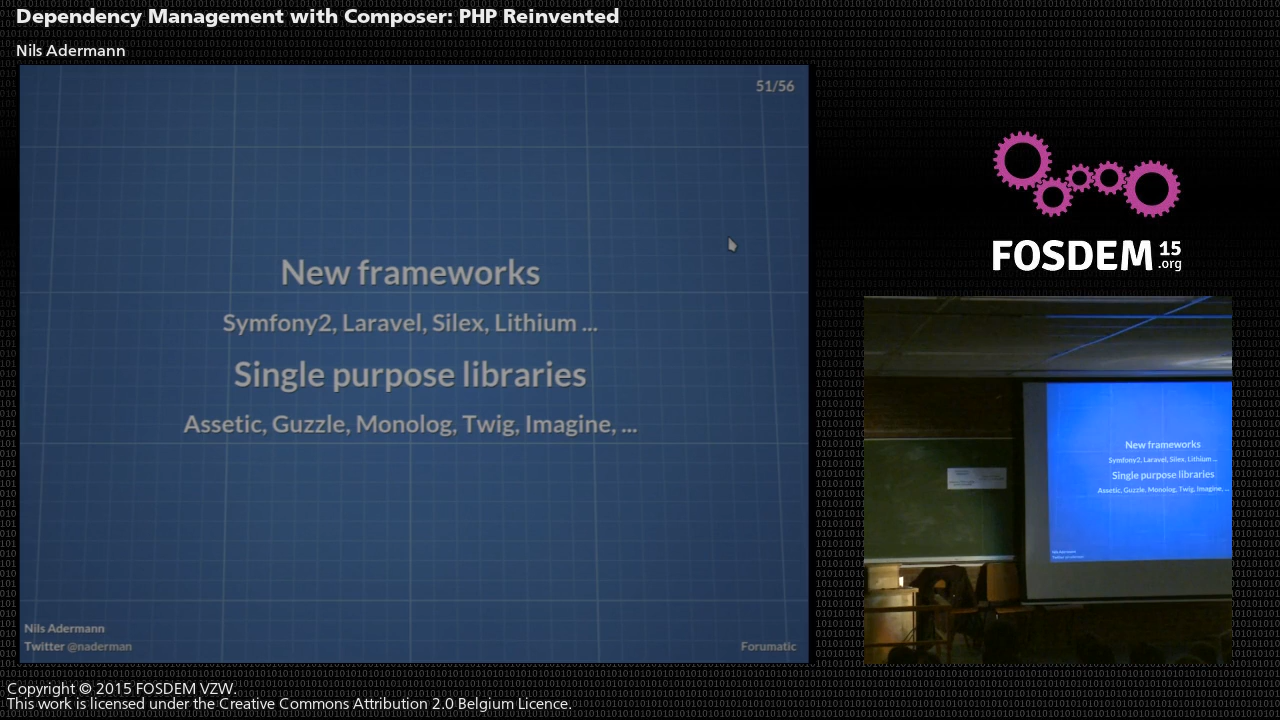 Dependency Management with Composer: PHP Reinvented
Nils Adermann
51/56
New frameworks
Symfony2, Laravel, Silex, Lithium ...
Single purpose libraries
Assetic, Guzzle, Monolog, Twig, Imagine, ...
Nils Adermann
Twitter @naderman
Forumatic
FOSDEM 15
.org
New frameworks
Symfony2, Laravel, Silex, Lithium ...
Single purpose libraries
Assetic, Guzzle, Monolog, Twig, Imagine, ...
Copyright © 2015 FOSDEM VZW.
This work is licensed under the Creative Commons Attribution 2.0 Belgium Licence.